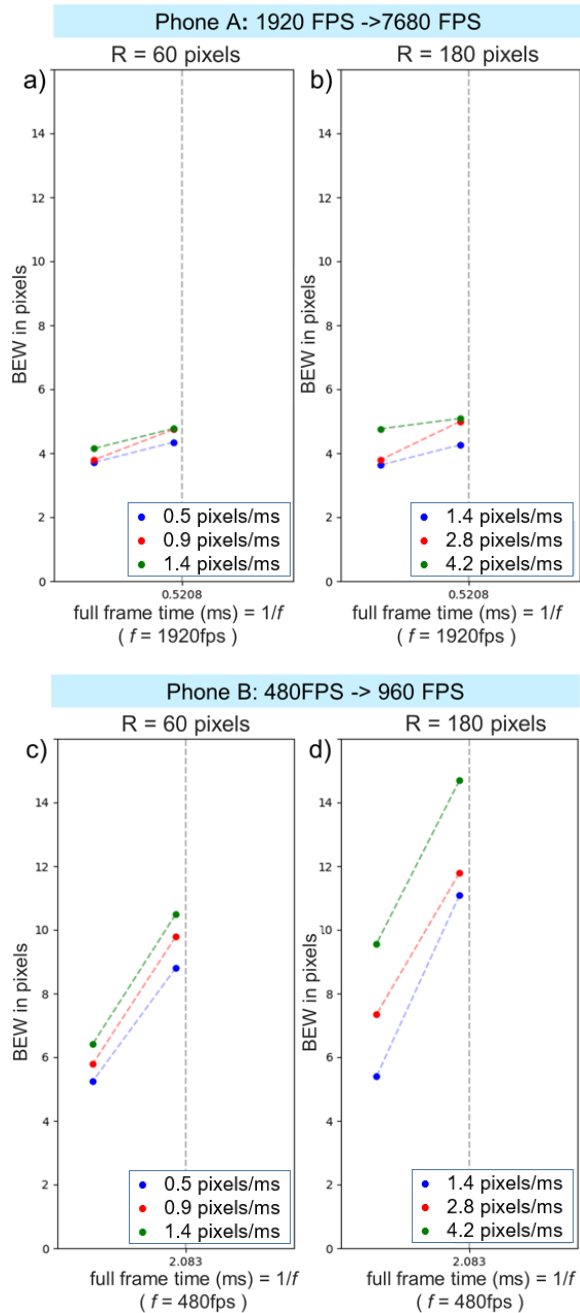 Phone A: 1920 FPS ->7680 FPS
R = 60 pixels
R = 180 pixels
a)
b)
BEW in pixels
14
12
10
8
6
4
2
0
0.5 pixels/ms
0.9 pixels/ms
1.4 pixels/ms
0.5208
full frame time (ms) = 1/f
( f = 1920fps )
BEW in pixels
14
12
10
8
6
4
2
0
1.4 pixels/ms
2.8 pixels/ms
4.2 pixels/ms
0.5208
full frame time (ms) = 1/f
( f = 1920fps )
Phone B: 480FPS -> 960 FPS
R = 60 pixels
R = 180 pixels
c)
d)
BEW in pixels
14
12
10
8
6
4
2
0
0.5 pixels/ms
0.9 pixels/ms
1.4 pixels/ms
2.083
full frame time (ms) = 1/f
( f = 480fps )
BEW in pixels
14
12
10
8
6
4
2
0
1.4 pixels/ms
2.8 pixels/ms
4.2 pixels/ms
2.083
full frame time (ms) = 1/f
( f = 480fps )